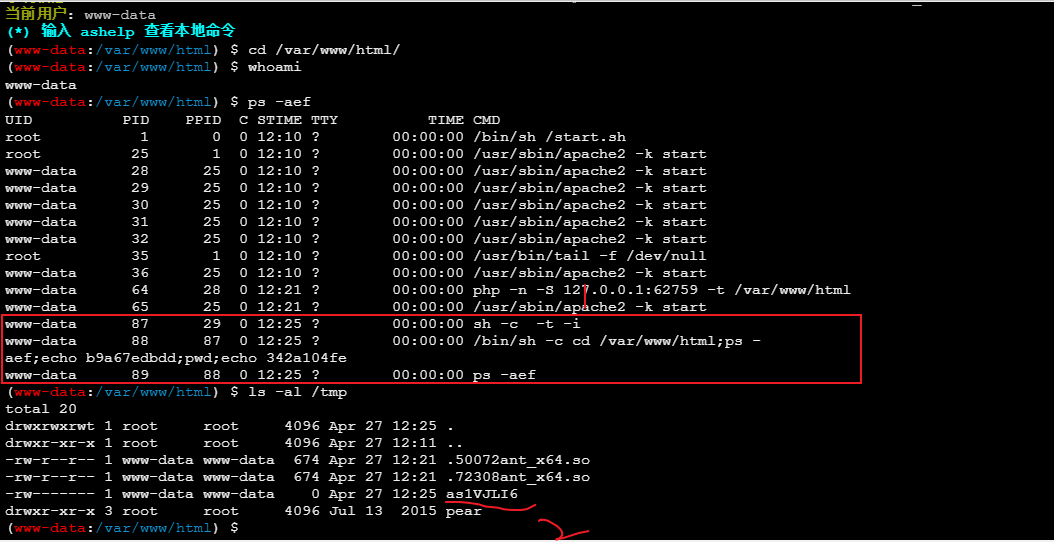 当前用户: www-data
(*) 输入 ashelp 查看本地命令
(www-data:/var/www/html) $ cd /var/www/html/
(www-data:/var/www/html) $ whoami
www-data
(www-data:/var/www/html) $ ps -aef
UID        PID  PPID  C STIME TTY          TIME CMD
root         1     0  0 12:10 ?        00:00:00 /bin/sh /start.sh
root        25     1  0 12:10 ?        00:00:00 /usr/sbin/apache2 -k start
www-data    28    25  0 12:10 ?        00:00:00 /usr/sbin/apache2 -k start
www-data    29    25  0 12:10 ?        00:00:00 /usr/sbin/apache2 -k start
www-data    30    25  0 12:10 ?        00:00:00 /usr/sbin/apache2 -k start
www-data    31    25  0 12:10 ?        00:00:00 /usr/sbin/apache2 -k start
www-data    32    25  0 12:10 ?        00:00:00 /usr/sbin/apache2 -k start
root        35     1  0 12:10 ?        00:00:00 /usr/bin/tail -f /dev/null
www-data    36    25  0 12:10 ?        00:00:00 /usr/sbin/apache2 -k start
www-data    64    28  0 12:21 ?        00:00:00 php -n -S 127.0.0.1:62759 -t /var/www/html
www-data    65    25  0 12:21 ?        00:00:00 /usr/sbin/apache2 -k start
www-data    87    29  0 12:25 ?        00:00:00 sh -c  -t -i
www-data    88    87  0 12:25 ?        00:00:00 /bin/sh -c cd /var/www/html;ps -
aef;echo b9a67edbdd;pwd;echo 342a104fe
www-data    89    88  0 12:25 ?        00:00:00 ps -aef
(www-data:/var/www/html) $ ls -al /tmp
total 20
drwxrwxrwt 1 root     root     4096 Apr 27 12:25 .
drwxr-xr-x 1 root     root     4096 Apr 27 12:11 ..
-rw-r--r-- 1 www-data www-data  674 Apr 27 12:21 .50072ant_x64.so
-rw-r--r-- 1 www-data www-data  674 Apr 27 12:21 .72308ant_x64.so
-rw------- 1 www-data www-data    0 Apr 27 12:25 as1VJLI6
drwxr-xr-x 3 root     root     4096 Jul 13  2015 pear
(www-data:/var/www/html) $
2